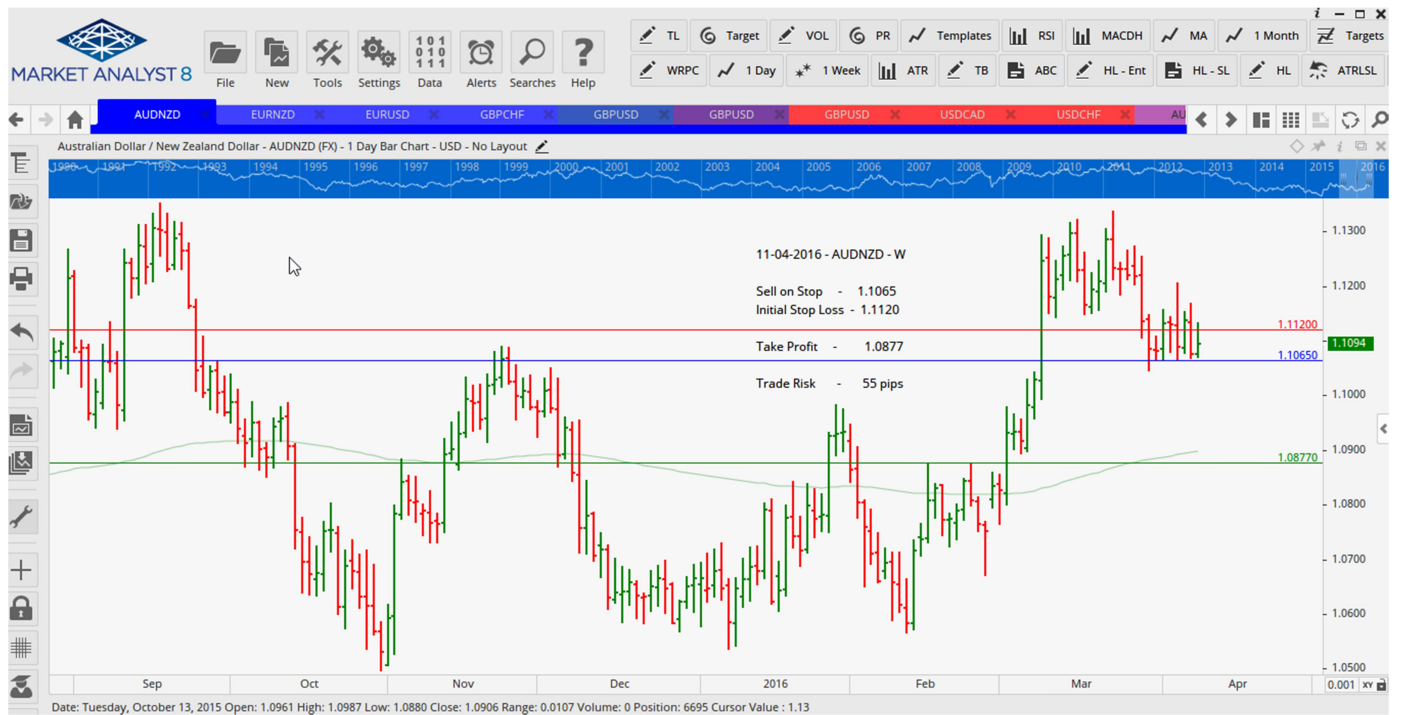 i
MARKET ANALYST 8
File New Tools Settings Data Alerts Searches Help
101
010
111
TL Target VOL PR Templates RSI MACDH MA 1 Month Targets
WRPC 1 Day 1 Week ATR TB ABC HL - Ent HL - SL HL ATRLSL
AUDNZD EURNZD EURUSD GBPCHF GBPUSD GBPUSD GBPUSD USDCAD USDCHF AU
Australian Dollar / New Zealand Dollar - AUDNZD (FX) - 1 Day Bar Chart - USD - No Layout
1990 1991 1992 1993 1994 1995 1996 1997 1998 1999 2000 2001 2002 2003 2004 2005 2006 2007 2008 2009 2010 2011 2012 2013 2014 2015 2016
11-04-2016 - AUDNZD - W
Sell on Stop - 1.1065
Initial Stop Loss - 1.1120
Take Profit - 1.0877
Trade Risk - 55 pips
1.11200
1.10650
1.08770
1.1300
1.1200
1.1094
1.1000
1.0900
1.0800
1.0700
1.0600
1.0500
Sep Oct Nov Dec 2016 Feb Mar Apr
0.001 XY
Date: Tuesday, October 13, 2015 Open: 1.0961 High: 1.0987 Low: 1.0880 Close: 1.0906 Range: 0.0107 Volume: 0 Position: 6695 Cursor Value : 1.13